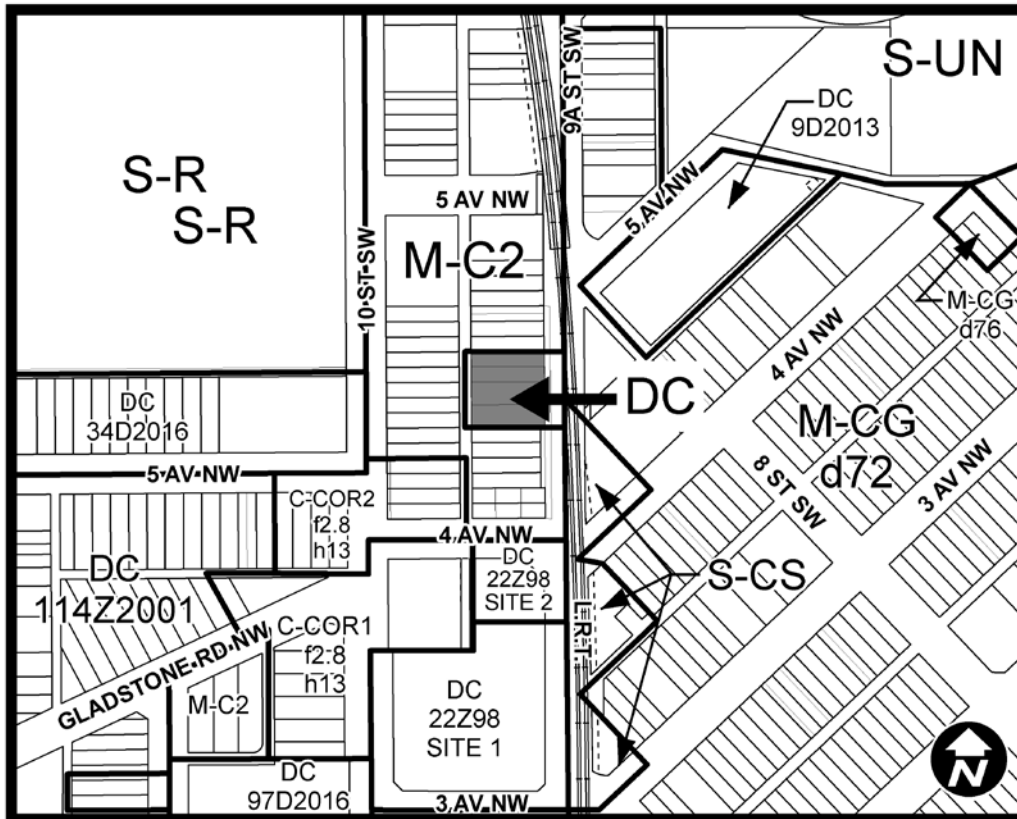 S-UN
9A ST SW
DC
9D2013
S-R
S-R
5 AV NW
5 AV NW
M-C2
10 ST SW
M-CG
d76
4 AV NW
DC
DC
34D2016
M-CG
d72
3 AV NW
8 ST SW
5 AV NW
C-COR2
f2.8
h13
4 AV NW
DC
22Z98
SITE 2
S-CS
DC
114Z2001
L.R.T.
C-COR1
f2.8
h13
GLADSTONE RD NW
M-C2
DC
22Z98
SITE 1
DC
97D2016
3 AV NW
N